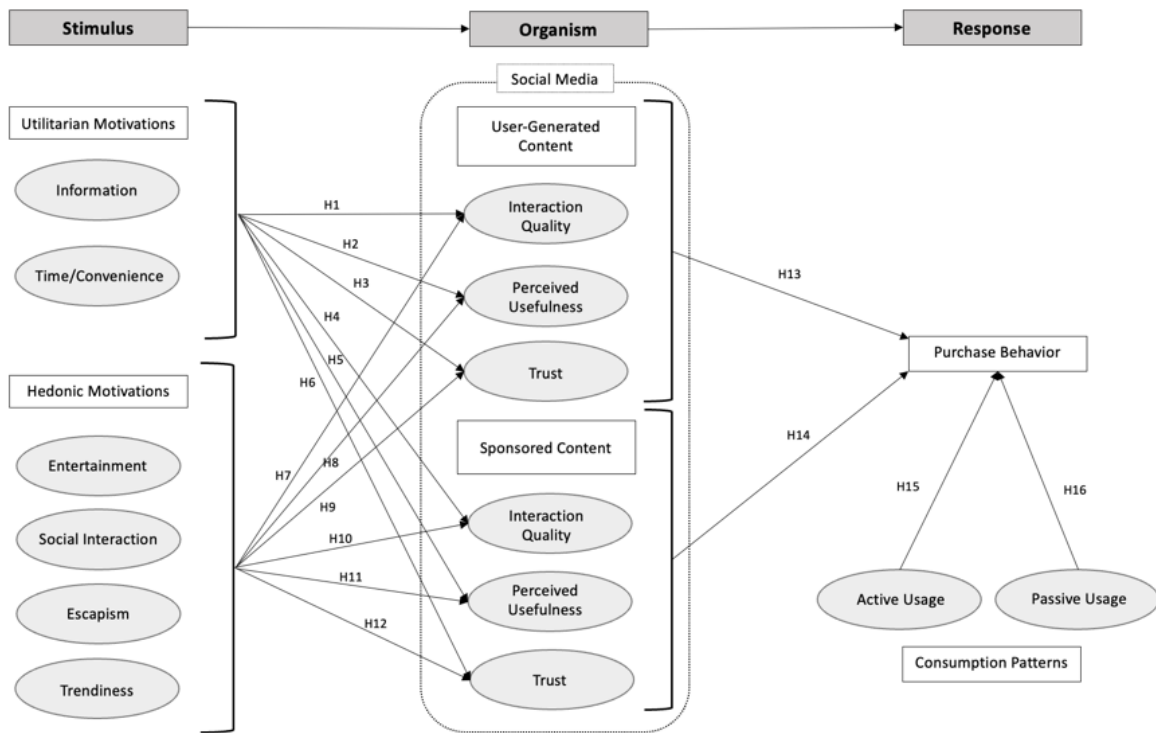 Stimulus
Organism
Response
Social Media
Utilitarian Motivations
Information
Time/Convenience
Hedonic Motivations
Entertainment
Social Interaction
Escapism
Trendiness
H1
H2
H3
H4
H5
H6
H7
H8
H9
H10
H11
H12
User-Generated
Content
Interaction
Quality
Perceived
Usefulness
Trust
Sponsored Content
Interaction
Quality
Perceived
Usefulness
Trust
H13
H14
Purchase Behavior
H15
H16
Active Usage
Passive Usage
Consumption Patterns